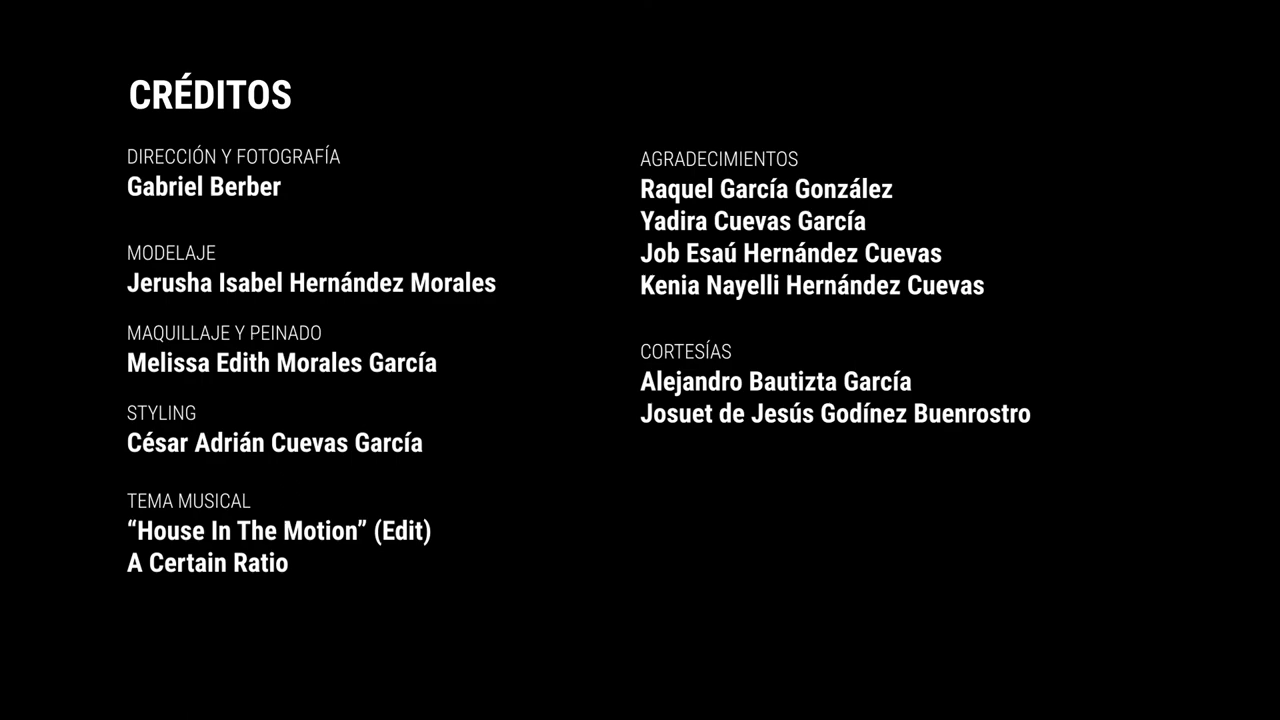 CRÉDITOS
DIRECCIÓN Y FOTOGRAFÍA
Gabriel Berber
MODELAJE
Jerusha Isabel Hernández Morales
MAQUILLAJE Y PEINADO
Melissa Edith Morales García
STYLING
César Adrián Cuevas García
TEMA MUSICAL
“House In The Motion” (Edit)
A Certain Ratio
AGRADECIMIENTOS
Raquel García González
Yadira Cuevas García
Job Esaú Hernández Cuevas
Kenia Nayelli Hernández Cuevas
CORTESÍAS
Alejandro Bautizta García
Josuet de Jesús Godínez Buenrostro